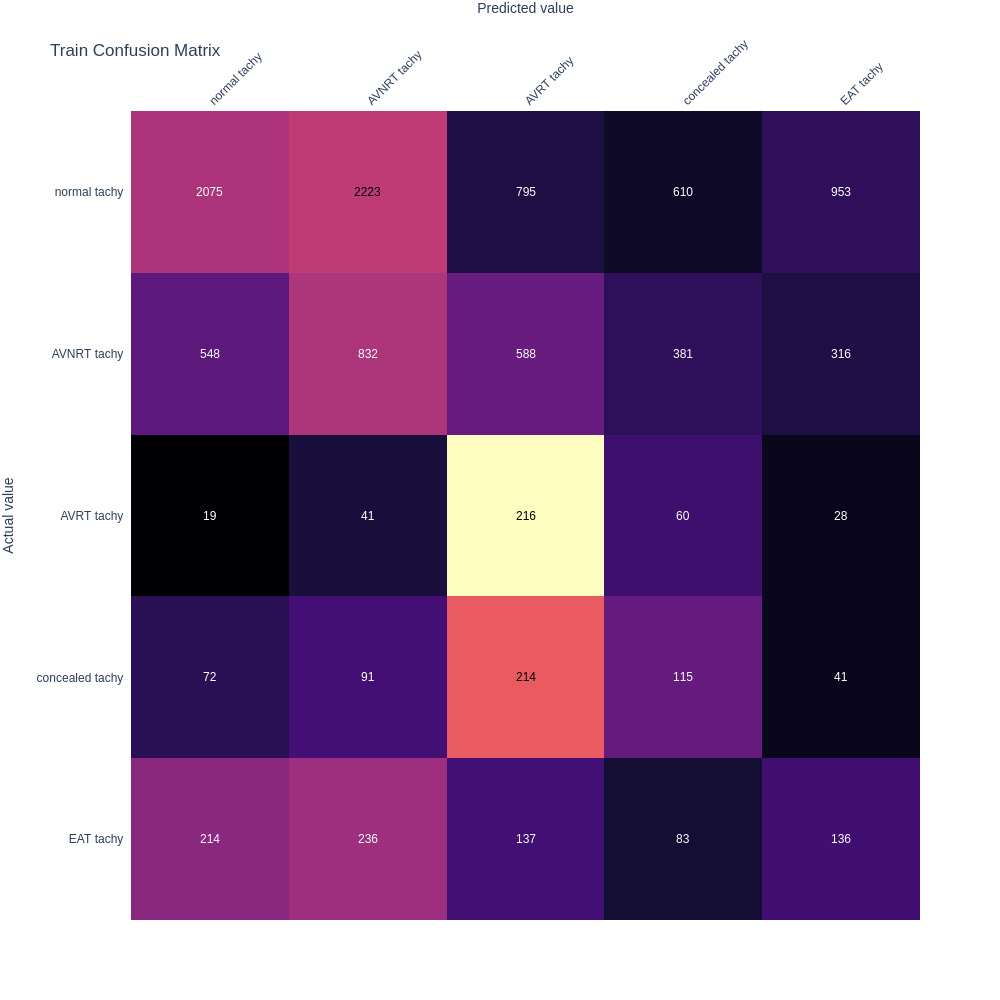 Predicted value
Train Confusion Matrix
normal tachy
AVNRT tachy
AVRT tachy
concealed tachy
EAT tachy
Actual value
normal tachy 2075 2223 795 610 953
AVNRT tachy 548 832 588 381 316
AVRT tachy 19 41 216 60 28
concealed tachy 72 91 214 115 41
EAT tachy 214 236 137 83 136